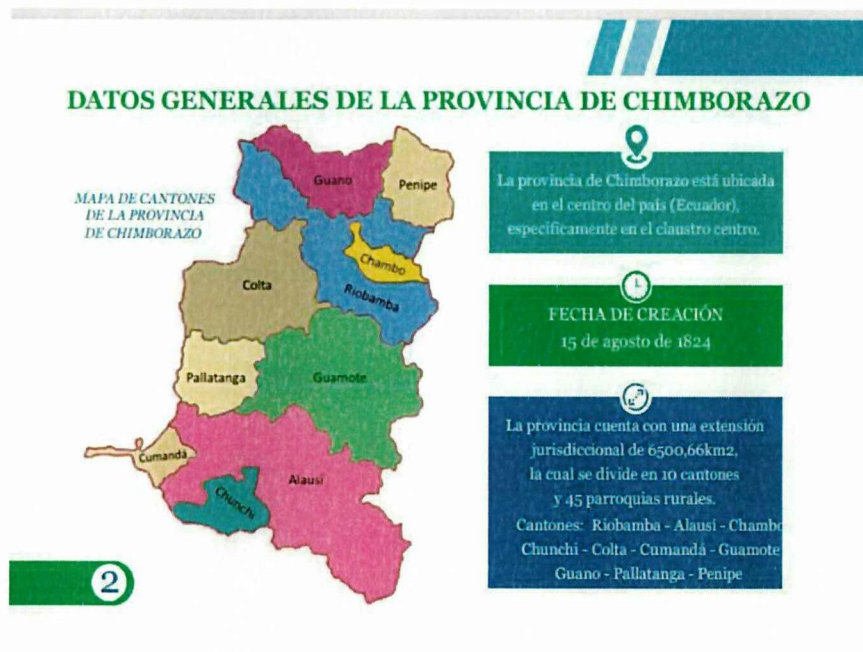 DATOS GENERALES DE LA PROVINCIA DE CHIMBORAZO
MAPA DE CANTONES
DE LA PROVINCIA
DE CHIMBORAZO
Guano
Penipe
Chambo
Colta
Riobamba
Pallatanga
Guamote
Cumandá
Alausí
Chunchi
La provincia de Chimborazo está ubicada
en el centro del país (Ecuador),
específicamente en el claustro centro.
FECHA DE CREACIÓN
15 de agosto de 1824
La provincia cuenta con una extensión
jurisdiccional de 6500,66km2,
la cual se divide en 10 cantones
y 45 parroquias rurales.
Cantones: Riobamba - Alausi - Chambo
Chunchi - Colta - Cumandá - Guamote
Guano - Pallatanga - Penipe
2